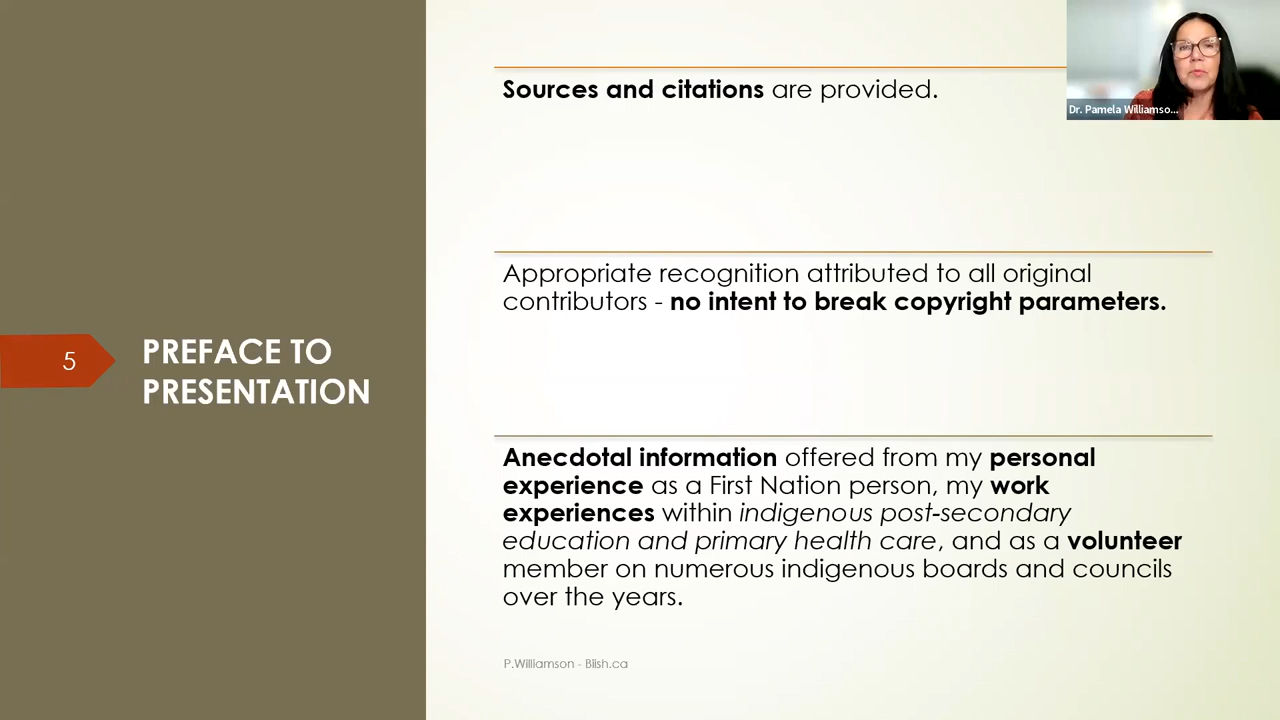 Sources and citations are provided.
Dr. Pamela Williamso...
Appropriate recognition attributed to all original
contributors - no intent to break copyright parameters.
5
PREFACE TO
PRESENTATION
Anecdotal information offered from my personal
experience as a First Nation person, my work
experiences within indigenous post-secondary
education and primary health care, and as a volunteer
member on numerous indigenous boards and councils
over the years.
P.Williamson - Blish.ca